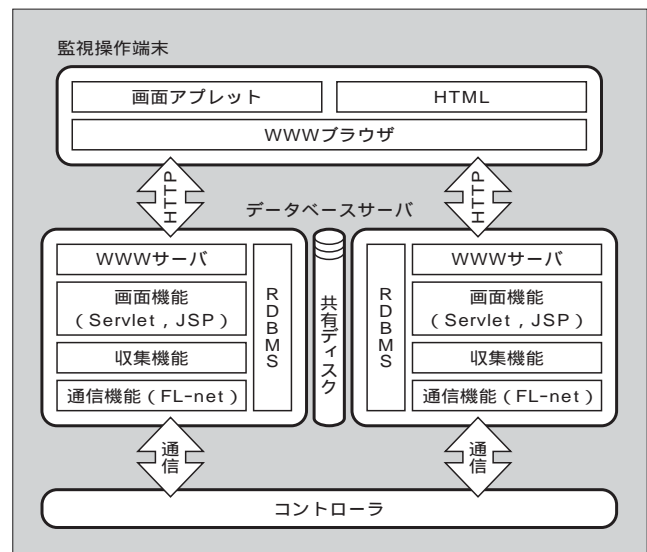 監視操作端末
画面アプレット
HTML
WWWブラウザ
HTTP
HTTP
データベースサーバ
WWWサーバ
画面機能
（Servlet，JSP）
収集機能
通信機能（FL-net）
RDBMS
共有ディスク
RDBMS
WWWサーバ
画面機能
（Servlet，JSP）
収集機能
通信機能（FL-net）
通信
通信
コントローラ